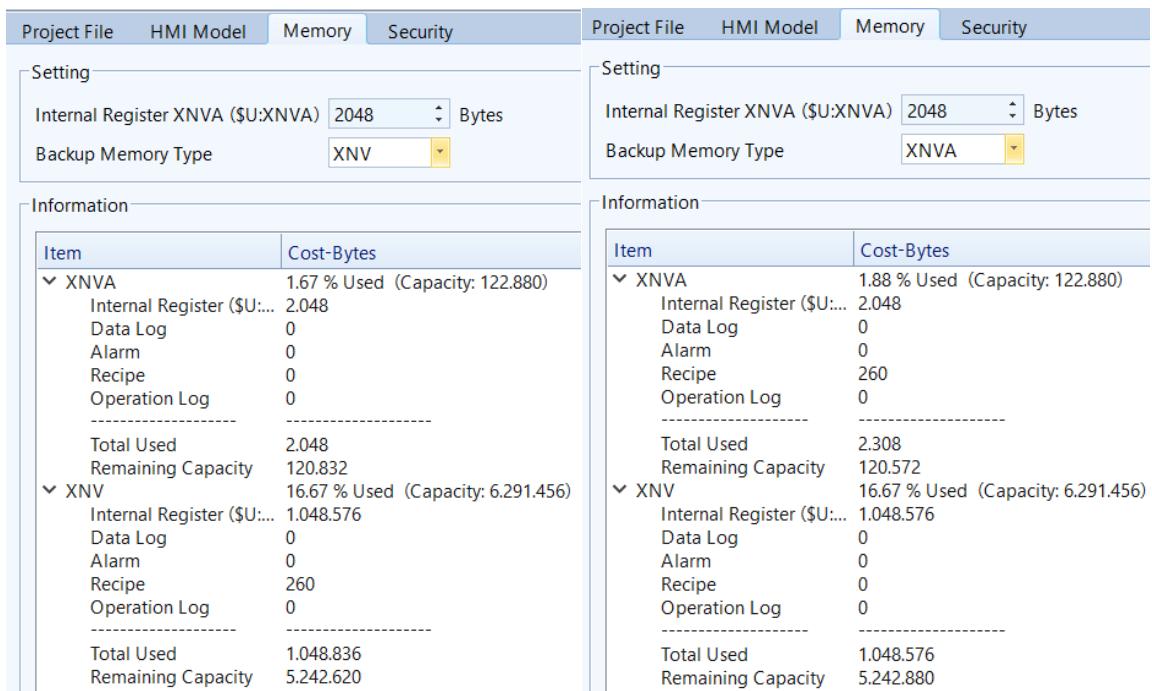 Project File HMI Model Memory Security
Setting
Internal Register XNVA ($U:XNVA) 2048 Bytes
Backup Memory Type XNV
Information
Item Cost-Bytes
XNVA 1.67 % Used (Capacity: 122.880)
Internal Register ($U:... 2.048
Data Log 0
Alarm 0
Recipe 0
Operation Log 0
-------------------- --------------------
Total Used 2.048
Remaining Capacity 120.832
XNV 16.67 % Used (Capacity: 6.291.456)
Internal Register ($U:... 1.048.576
Data Log 0
Alarm 0
Recipe 260
Operation Log 0
-------------------- --------------------
Total Used 1.048.836
Remaining Capacity 5.242.620
Project File HMI Model Memory Security
Setting
Internal Register XNVA ($U:XNVA) 2048 Bytes
Backup Memory Type XNVA
Information
Item Cost-Bytes
XNVA 1.88 % Used (Capacity: 122.880)
Internal Register ($U:... 2.048
Data Log 0
Alarm 0
Recipe 260
Operation Log 0
-------------------- --------------------
Total Used 2.308
Remaining Capacity 120.572
XNV 16.67 % Used (Capacity: 6.291.456)
Internal Register ($U:... 1.048.576
Data Log 0
Alarm 0
Recipe 0
Operation Log 0
-------------------- --------------------
Total Used 1.048.576
Remaining Capacity 5.242.880